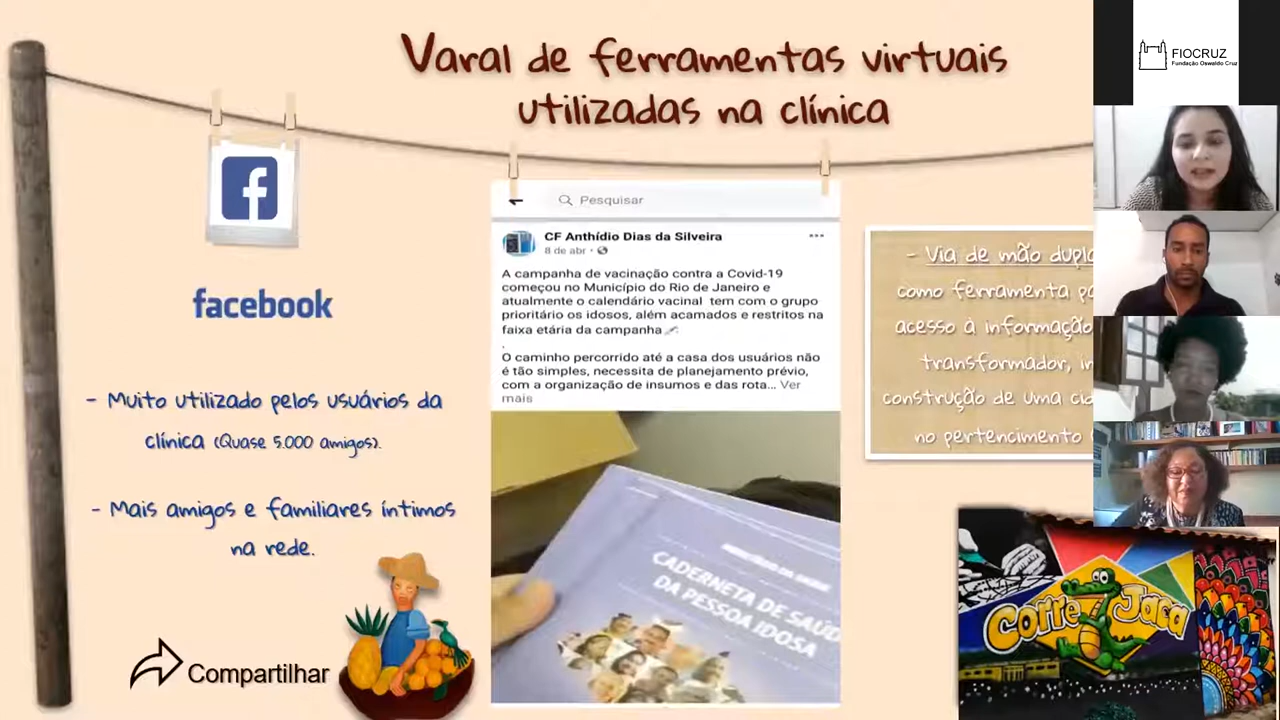 Varal de ferramentas virtuais
utilizadas na clínica
facebook
- Muito utilizado pelos usuários da
clínica (Quase 5.000 amigos).
- Mais amigos e familiares íntimos
na rede.
Compartilhar
Pesquisar
CF Anthídio Dias da Silveira
8 de abr
A campanha de vacinação contra a Covid-19
começou no Município do Rio de Janeiro e
atualmente o calendário vacinal tem com o grupo
prioritário os idosos, além acamados e restritos na
faixa etária da campanha
.
O caminho percorrido até a casa dos usuários não
é tão simples, necessita de planejamento prévio,
com a organização de insumos e das rota... Ver
mais
CADERNETA DE SAÚD
DA PESSOA IDOSA
- Via de mão dupla
como ferramenta
acesso à informação
transformador,
construção de uma
no pertencimento
Corre Jaca
FIOCRUZ
Fundação Oswaldo Cruz